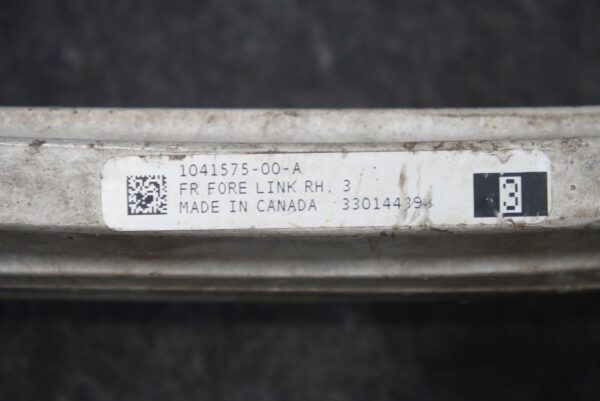 1041575-00-A
FR FORE LINK RH. 3
MADE IN CANADA 33014439
3